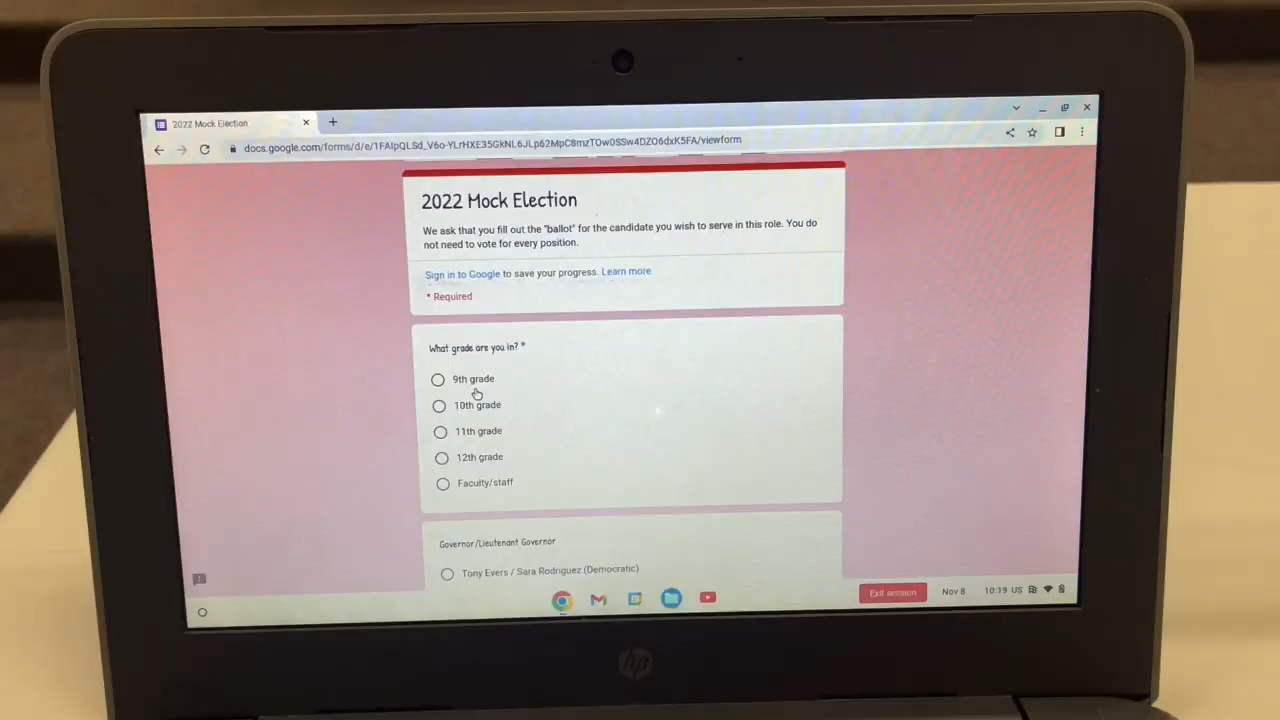 2022 Mock Election
docs.google.com/forms/d/e/1FAIpQLSd_V6o-YLrHXE35GkNL6JLp62MpC8mzTOw0SSw4DZO6dxK5FA/viewform
2022 Mock Election
We ask that you fill out the "ballot" for the candidate you wish to serve in this role. You do
not need to vote for every position.
Sign in to Google to save your progress. Learn more
* Required
What grade are you in? *
9th grade
10th grade
11th grade
12th grade
Faculty/staff
Governor/Lieutenant Governor
Tony Evers / Sara Rodriguez (Democratic)
Exit session
Nov 8
10:19 US
hp